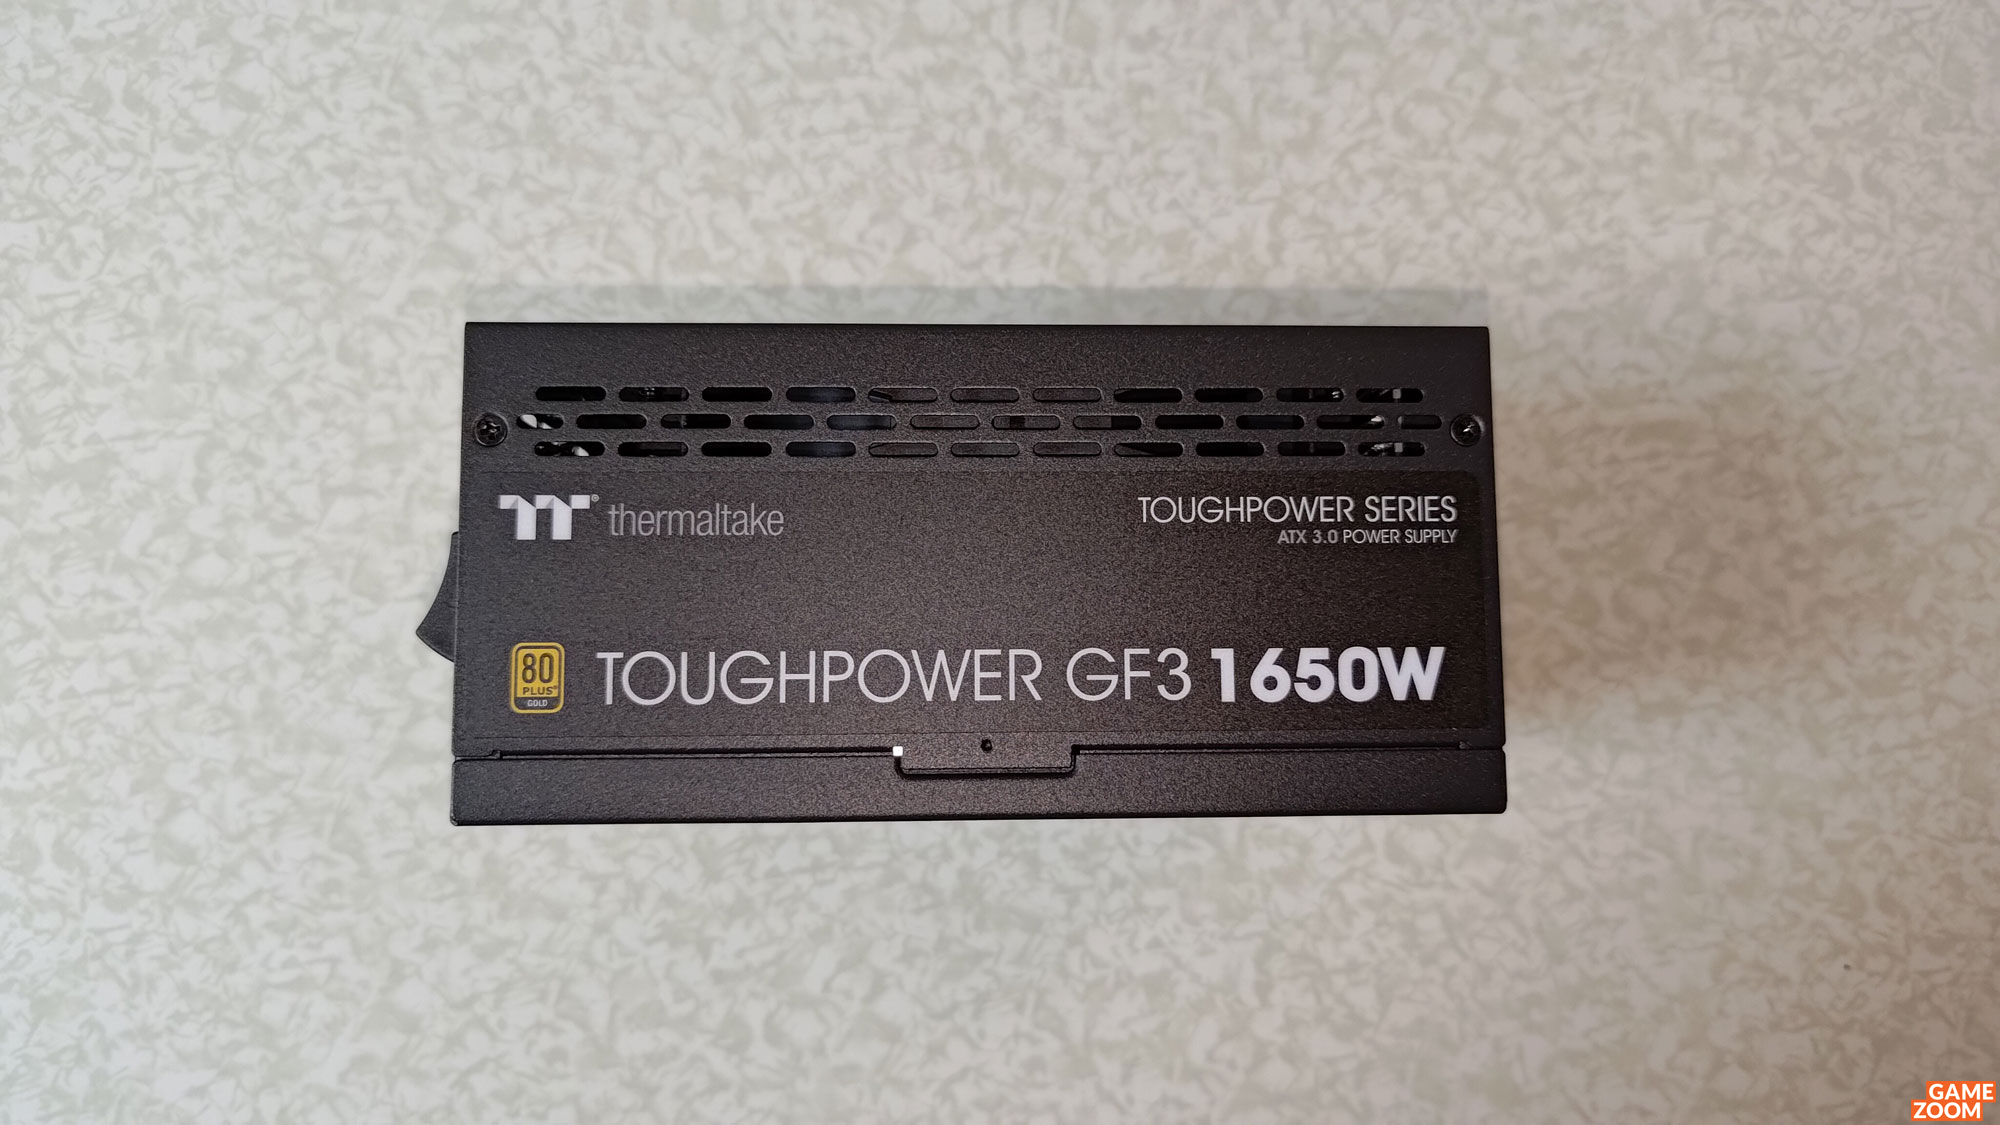 thermaltake
TOUGHPOWER SERIES
ATX 3.0 POWER SUPPLY
80
PLUS®
GOLD
TOUGHPOWER GF3 1650W
GAME
ZOOM